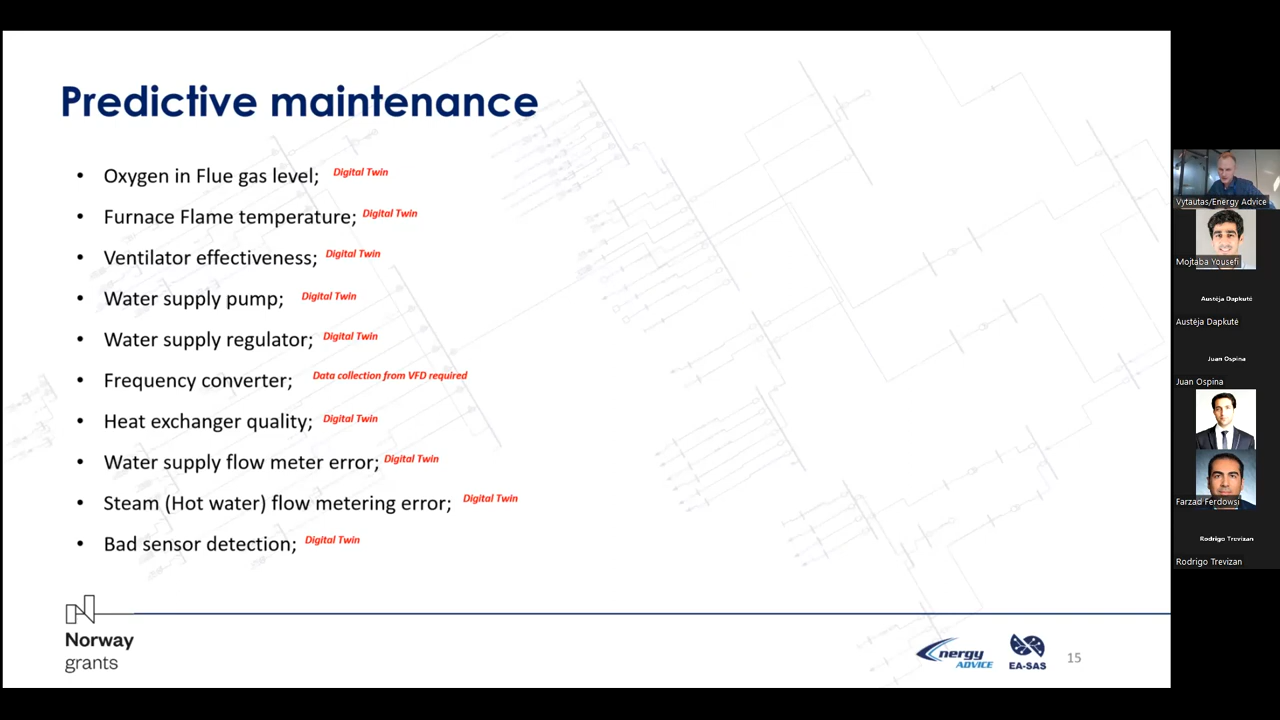 Predictive maintenance
• Oxygen in Flue gas level; Digital Twin
• Furnace Flame temperature; Digital Twin
• Ventilator effectiveness; Digital Twin
• Water supply pump; Digital Twin
• Water supply regulator; Digital Twin
• Frequency converter; Data collection from VFD required
• Heat exchanger quality; Digital Twin
• Water supply flow meter error; Digital Twin
• Steam (Hot water) flow metering error; Digital Twin
• Bad sensor detection; Digital Twin
Norway
grants
nergy
ADVICE
EA-SAS
15
Vytautas/Energy Advice
Mojtaba Yousefi
Austėja Dapkutė
Austėja Dapkutė
Juan Ospina
Juan Ospina
Farzad Ferdowsi
Rodrigo Trevizan
Rodrigo Trevizan